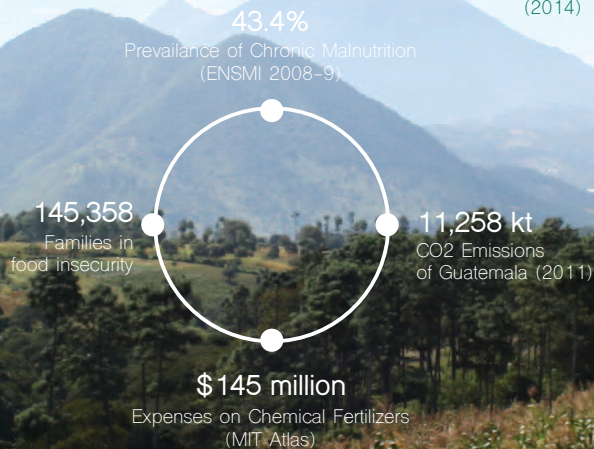 (2014)
43.4%
Prevailance of Chronic Malnutrition
(ENSMI 2008-9)
145,358
Families in
food insecurity
11,258 kt
CO2 Emissions
of Guatemala (2011)
$145 million
Expenses on Chemical Fertilizers
(MIT Atlas)